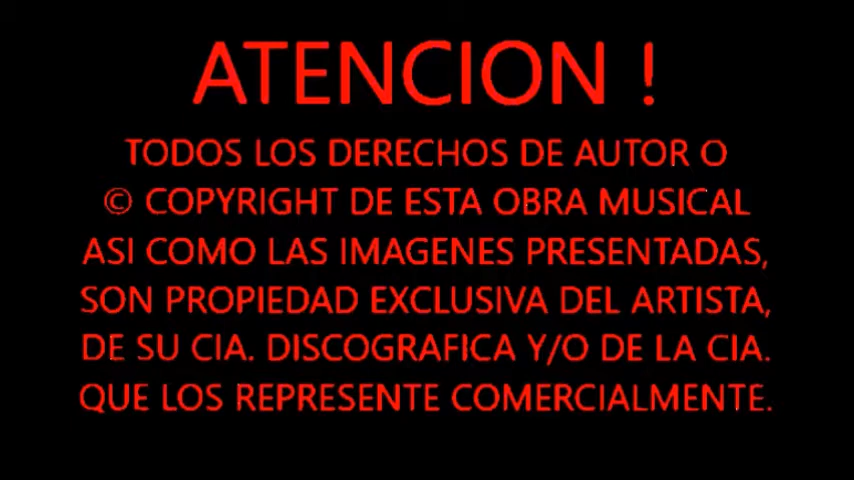 ATENCION !
TODOS LOS DERECHOS DE AUTOR O
© COPYRIGHT DE ESTA OBRA MUSICAL
ASI COMO LAS IMAGENES PRESENTADAS,
SON PROPIEDAD EXCLUSIVA DEL ARTISTA,
DE SU CIA. DISCOGRAFICA Y/O DE LA CIA.
QUE LOS REPRESENTE COMERCIALMENTE.